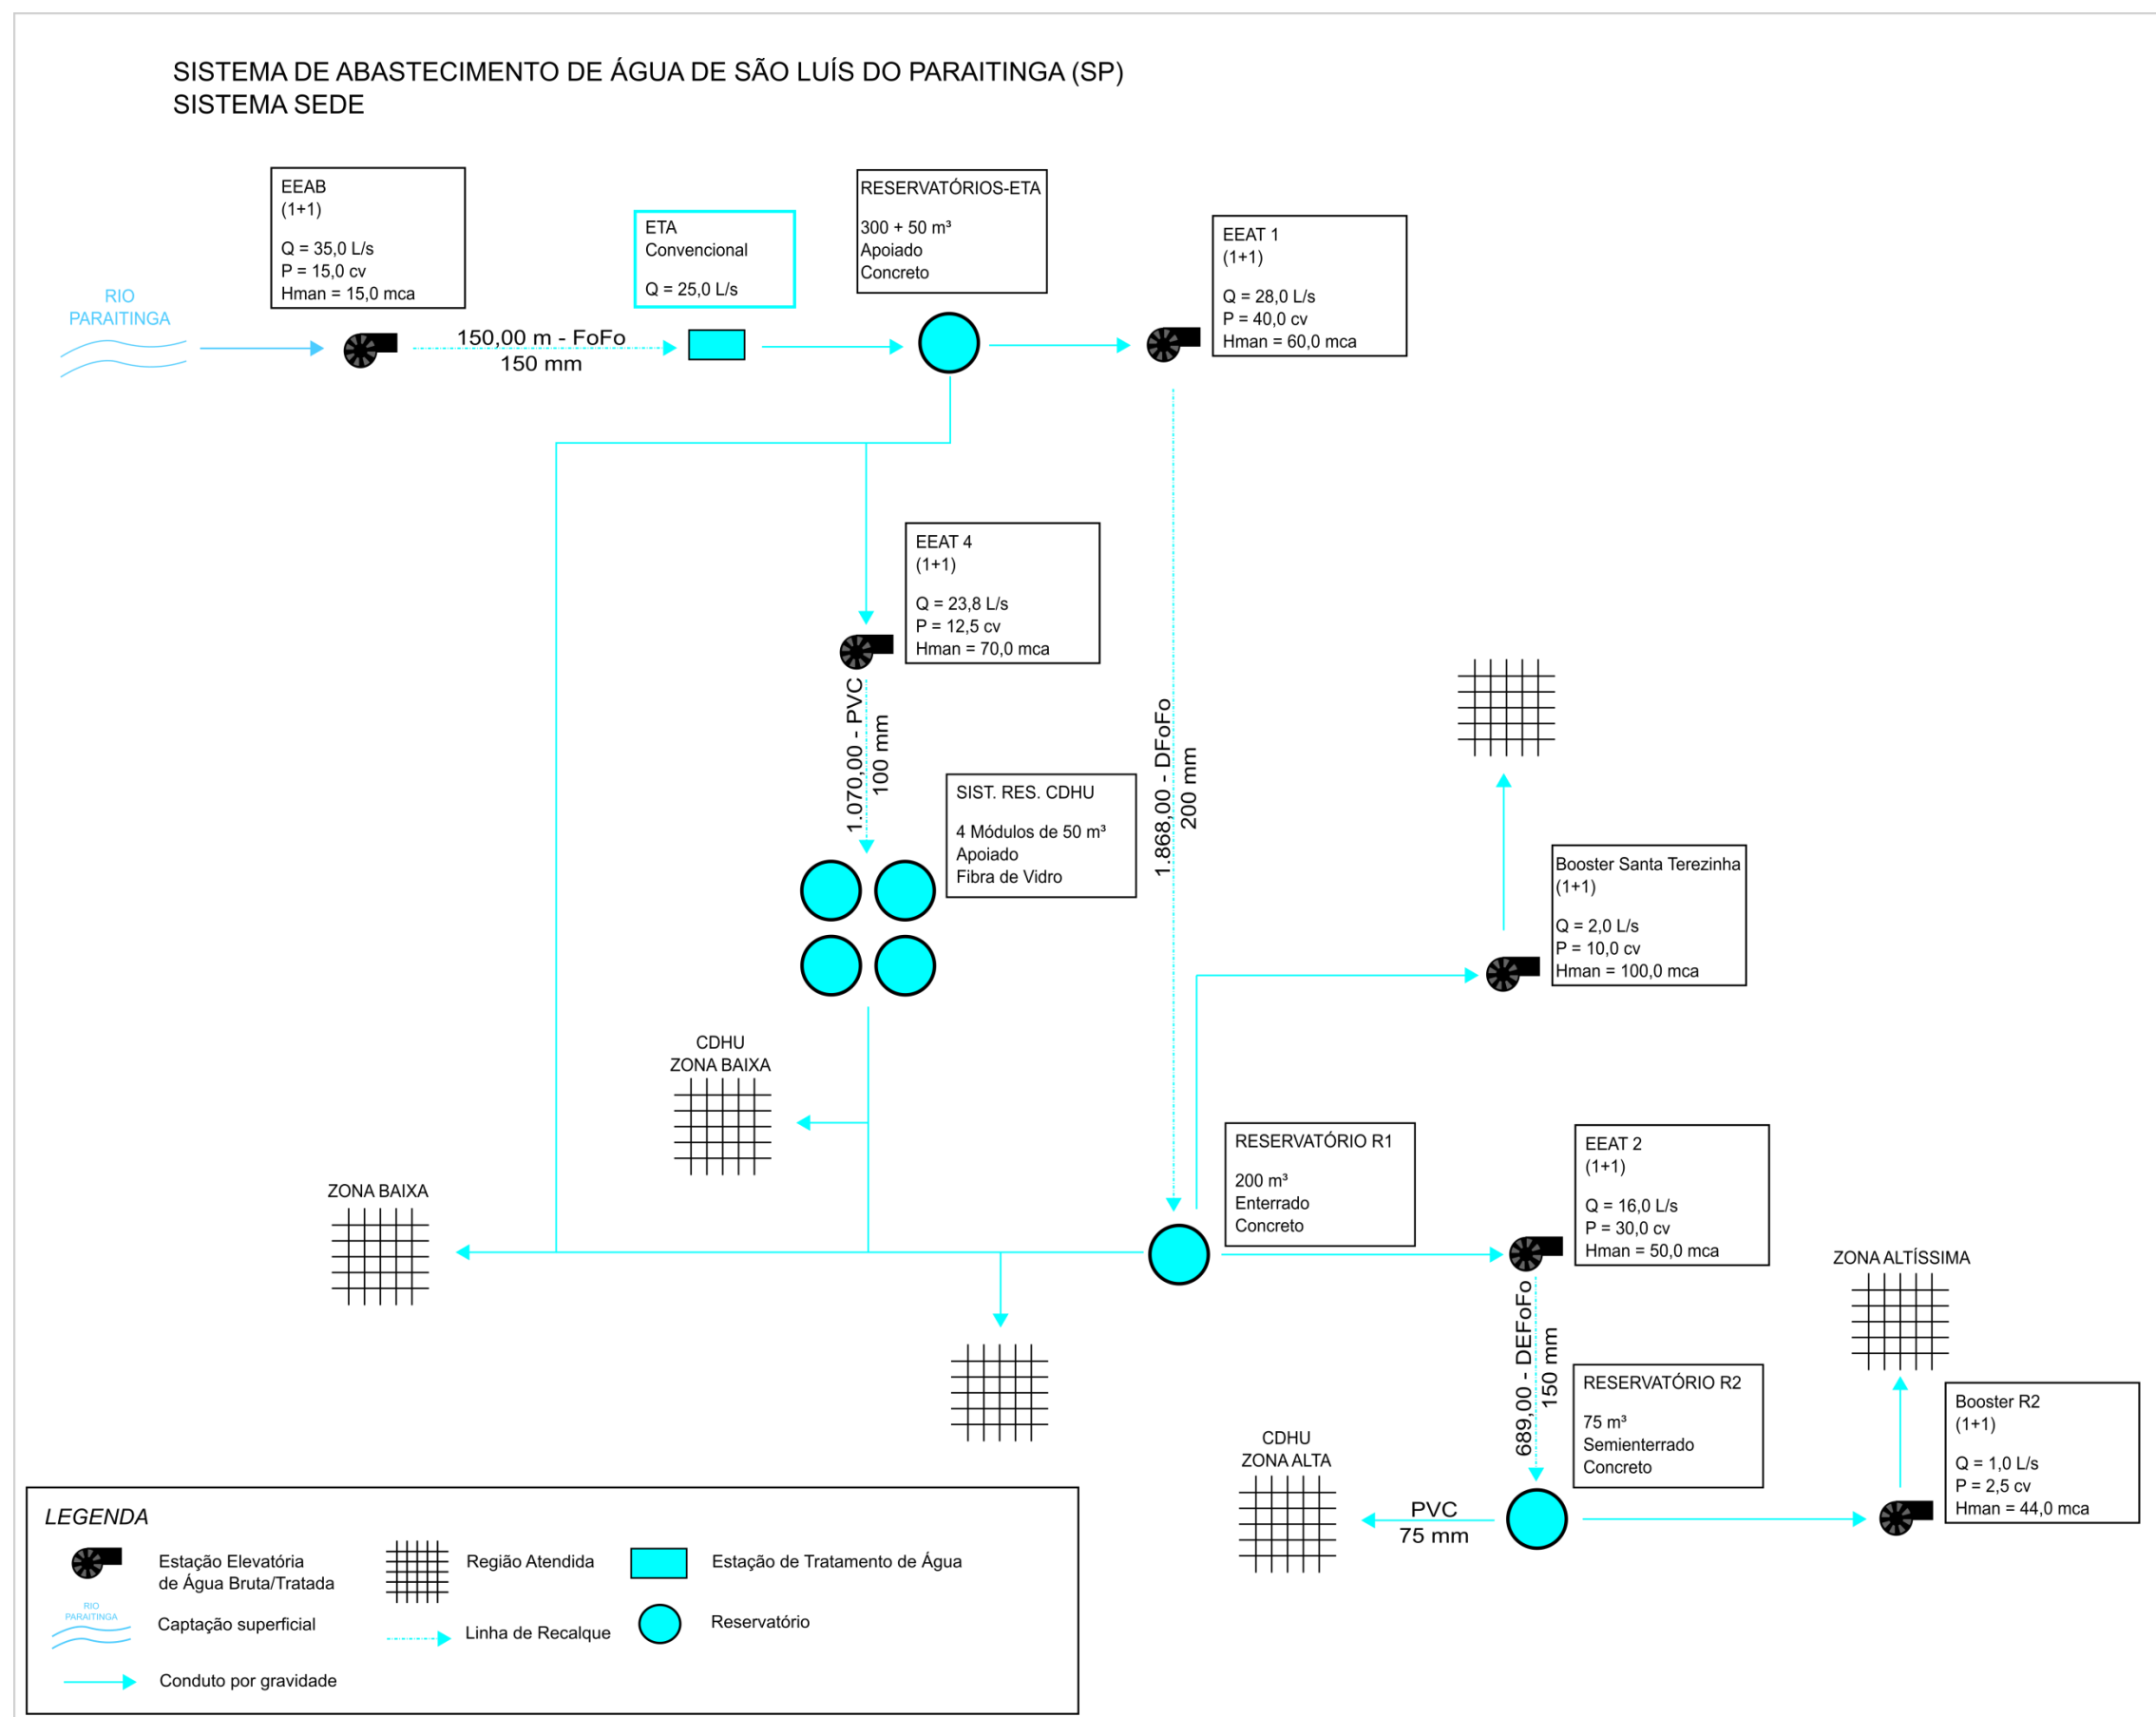 SISTEMA DE ABASTECIMENTO DE ÁGUA DE SÃO LUÍS DO PARAITINGA (SP)
SISTEMA SEDE
RIO
PARAITINGA
EEAB
(1+1)
Q = 35,0 L/s
P = 15,0 cv
Hman = 15,0 mca
150,00 m - FoFo
150 mm
ETA
Convencional
Q = 25,0 L/s
RESERVATÓRIOS-ETA
300 + 50 m³
Apoiado
Concreto
EEAT 1
(1+1)
Q = 28,0 L/s
P = 40,0 cv
Hman = 60,0 mca
EEAT 4
(1+1)
Q = 23,8 L/s
P = 12,5 cv
Hman = 70,0 mca
1.070,00 - PVC
100 mm
SIST. RES. CDHU
4 Módulos de 50 m³
Apoiado
Fibra de Vidro
1.868,00 - DFoFo
200 mm
Booster Santa Terezinha
(1+1)
Q = 2,0 L/s
P = 10,0 cv
Hman = 100,0 mca
CDHU
ZONA BAIXA
ZONA BAIXA
RESERVATÓRIO R1
200 m³
Enterrado
Concreto
EEAT 2
(1+1)
Q = 16,0 L/s
P = 30,0 cv
Hman = 50,0 mca
ZONA ALTÍSSIMA
689,00 - DEFoFo
150 mm
RESERVATÓRIO R2
75 m³
Semienterrado
Concreto
Booster R2
(1+1)
Q = 1,0 L/s
P = 2,5 cv
Hman = 44,0 mca
CDHU
ZONA ALTA
PVC
75 mm
LEGENDA
Estação Elevatória
de Água Bruta/Tratada
Região Atendida
Estação de Tratamento de Água
RIO
PARAITINGA
Captação superficial
Linha de Recalque
Reservatório
Conduto por gravidade